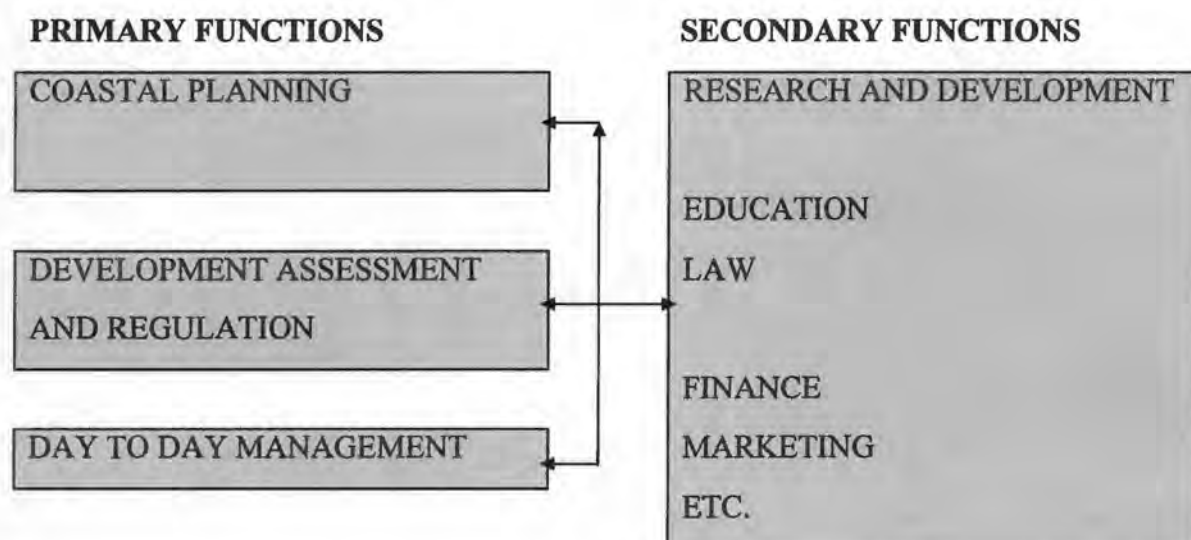 PRIMARY FUNCTIONS
COASTAL PLANNING
DEVELOPMENT ASSESSMENT
AND REGULATION
DAY TO DAY MANAGEMENT
SECONDARY FUNCTIONS
RESEARCH AND DEVELOPMENT
EDUCATION
LAW
FINANCE
MARKETING
ETC.